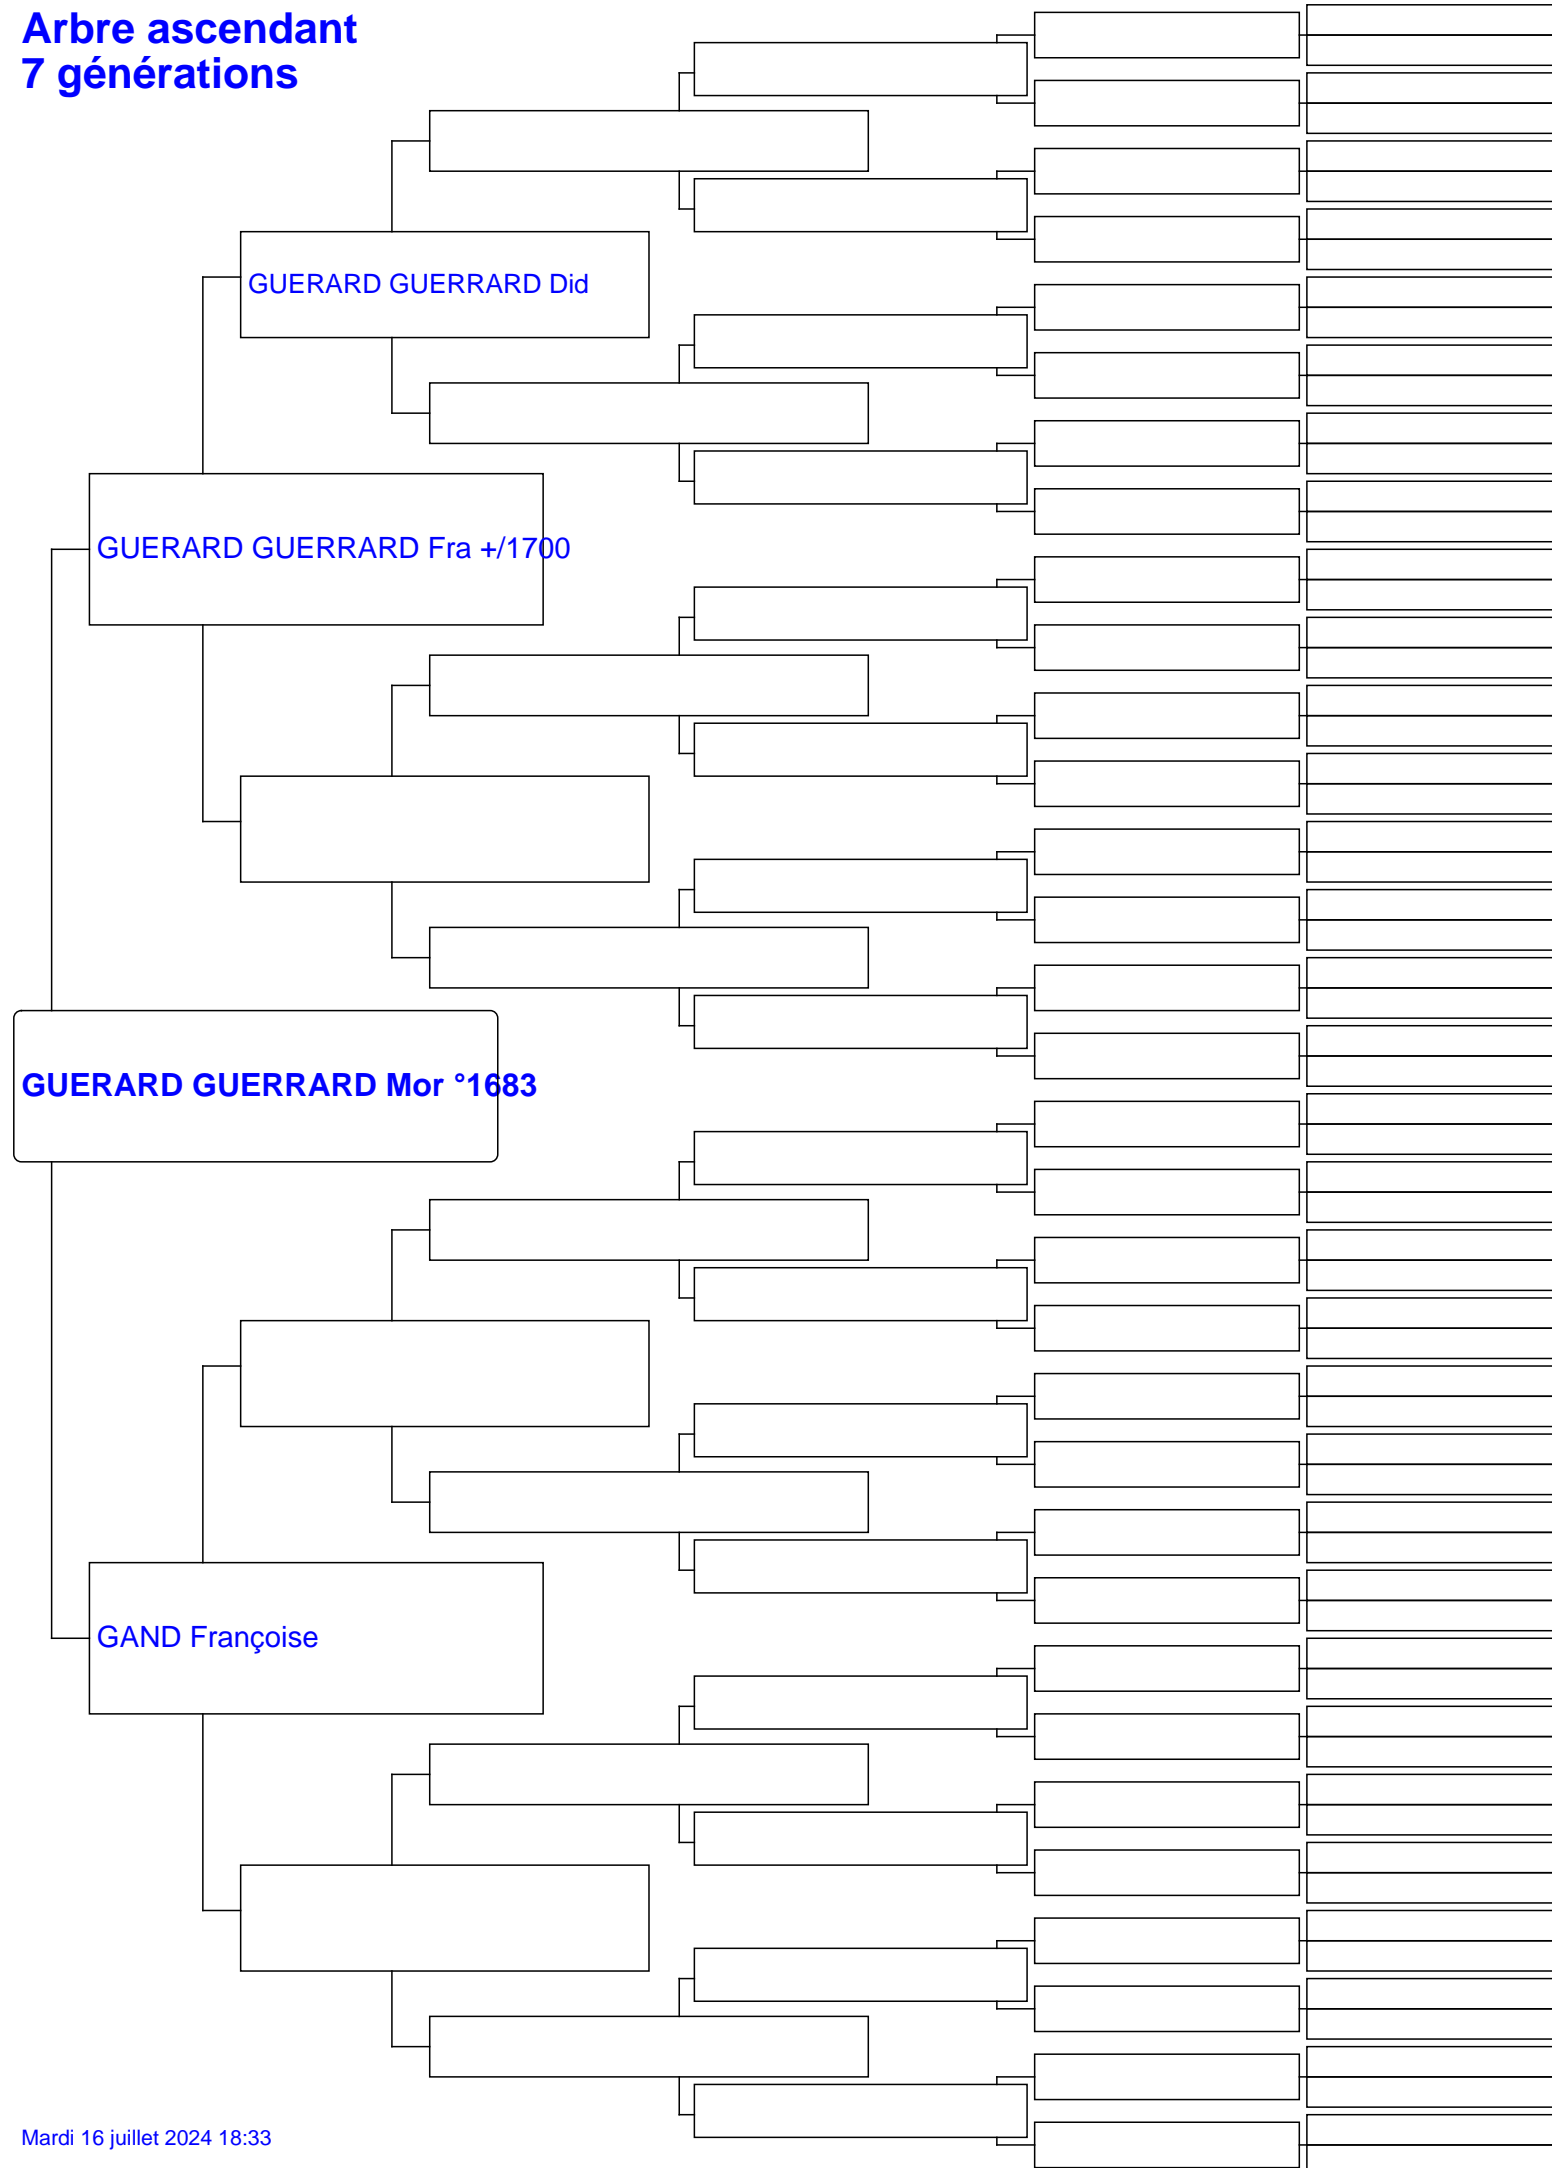 Arbre ascendant
7 générations
GUERARD GUERRARD Did
GUERARD GUERRARD Fra +/1700
GUERARD GUERRARD Mor °1683
GAND Françoise
Mardi 16 juillet 2024 18:33